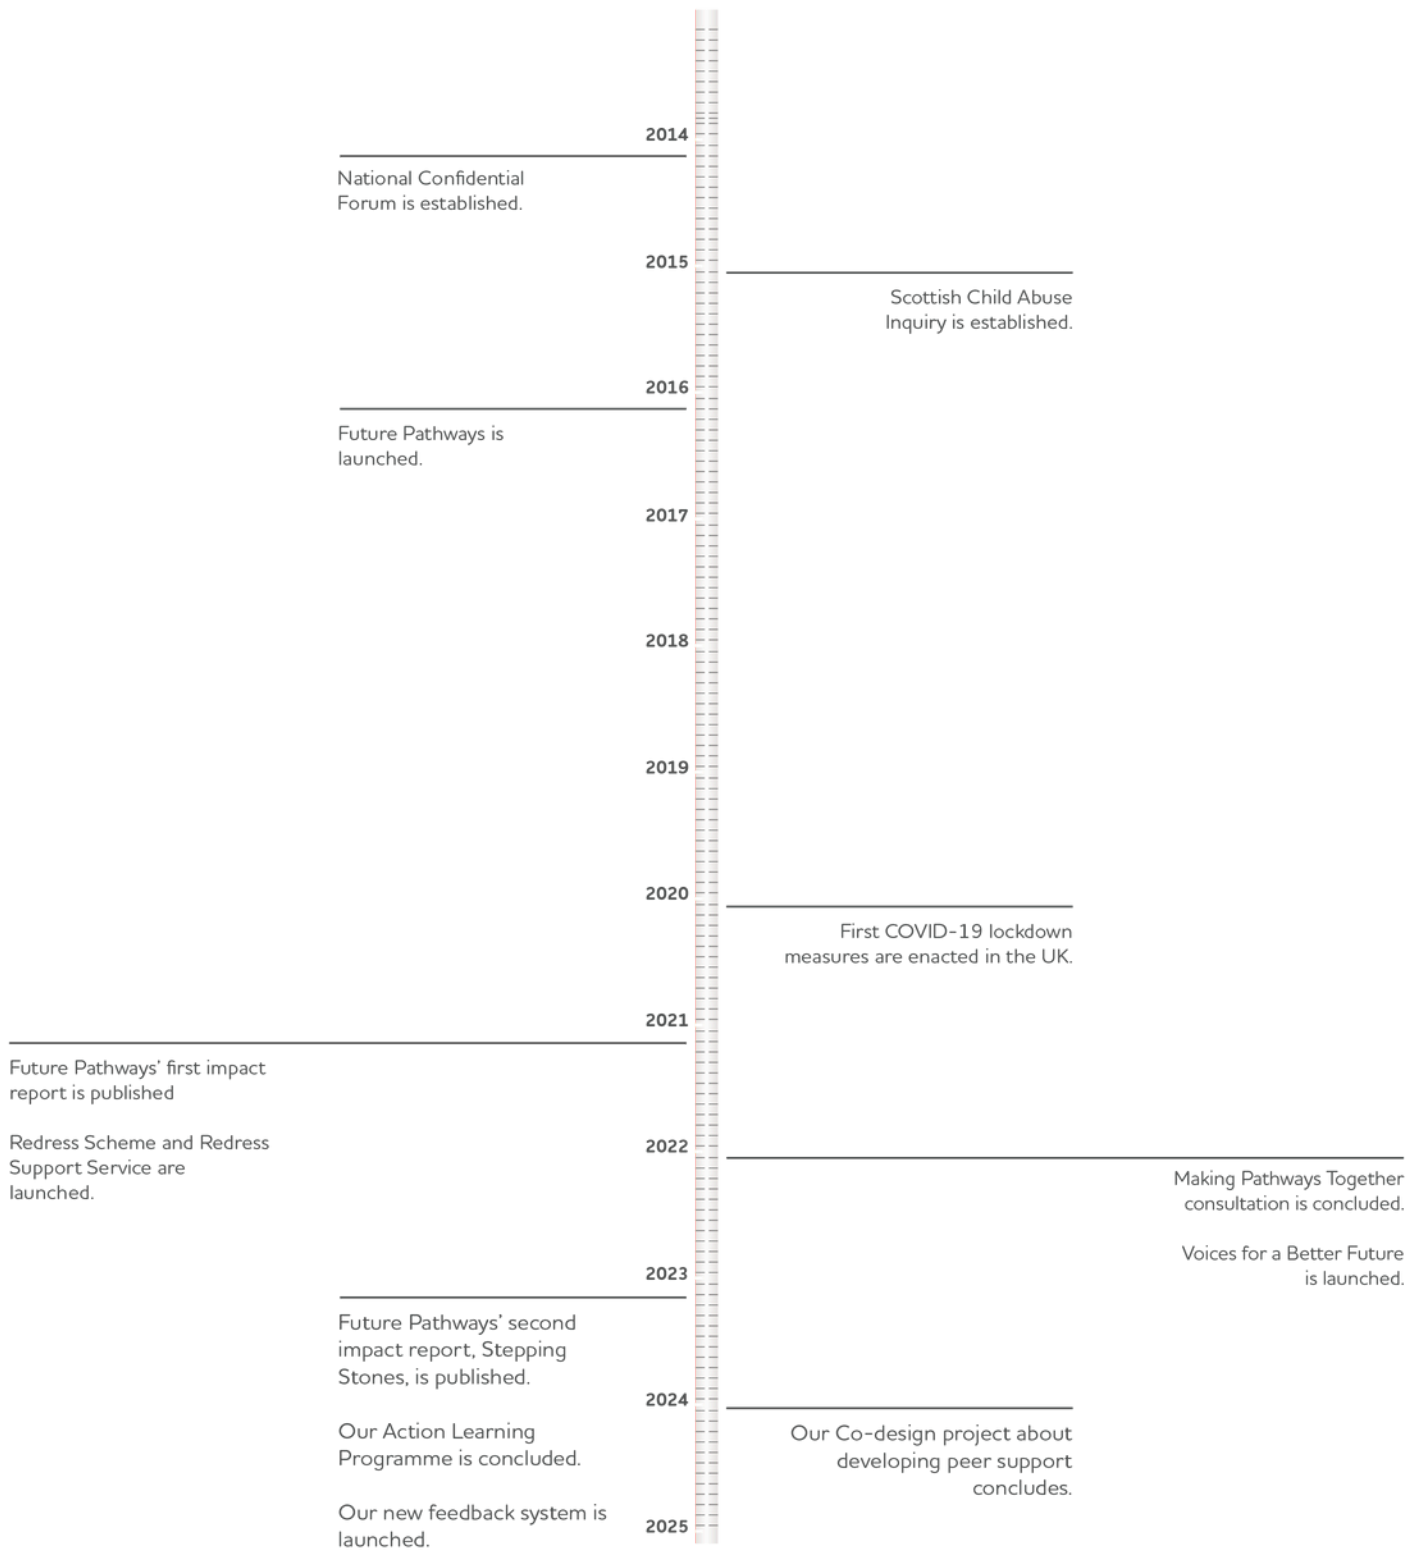 2014
National Confidential
Forum is established.
2015
Scottish Child Abuse
Inquiry is established.
2016
Future Pathways is
launched.
2017
2018
2019
2020
First COVID-19 lockdown
measures are enacted in the UK.
2021
Future Pathways’ first impact
report is published
Redress Scheme and Redress
Support Service are
launched.
2022
Making Pathways Together
consultation is concluded.
Voices for a Better Future
is launched.
2023
Future Pathways’ second
impact report, Stepping
Stones, is published.
Our Action Learning
Programme is concluded.
Our new feedback system is
launched.
2024
Our Co-design project about
developing peer support
concludes.
2025